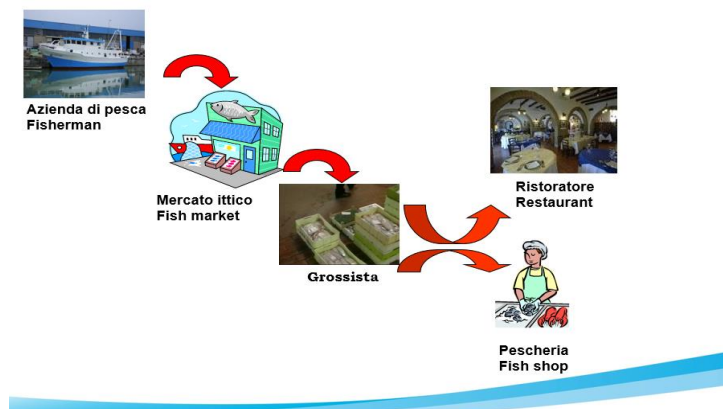 Azienda di pesca
Fisherman
Mercato ittico
Fish market
Grossista
Ristoratore
Restaurant
Pescheria
Fish shop